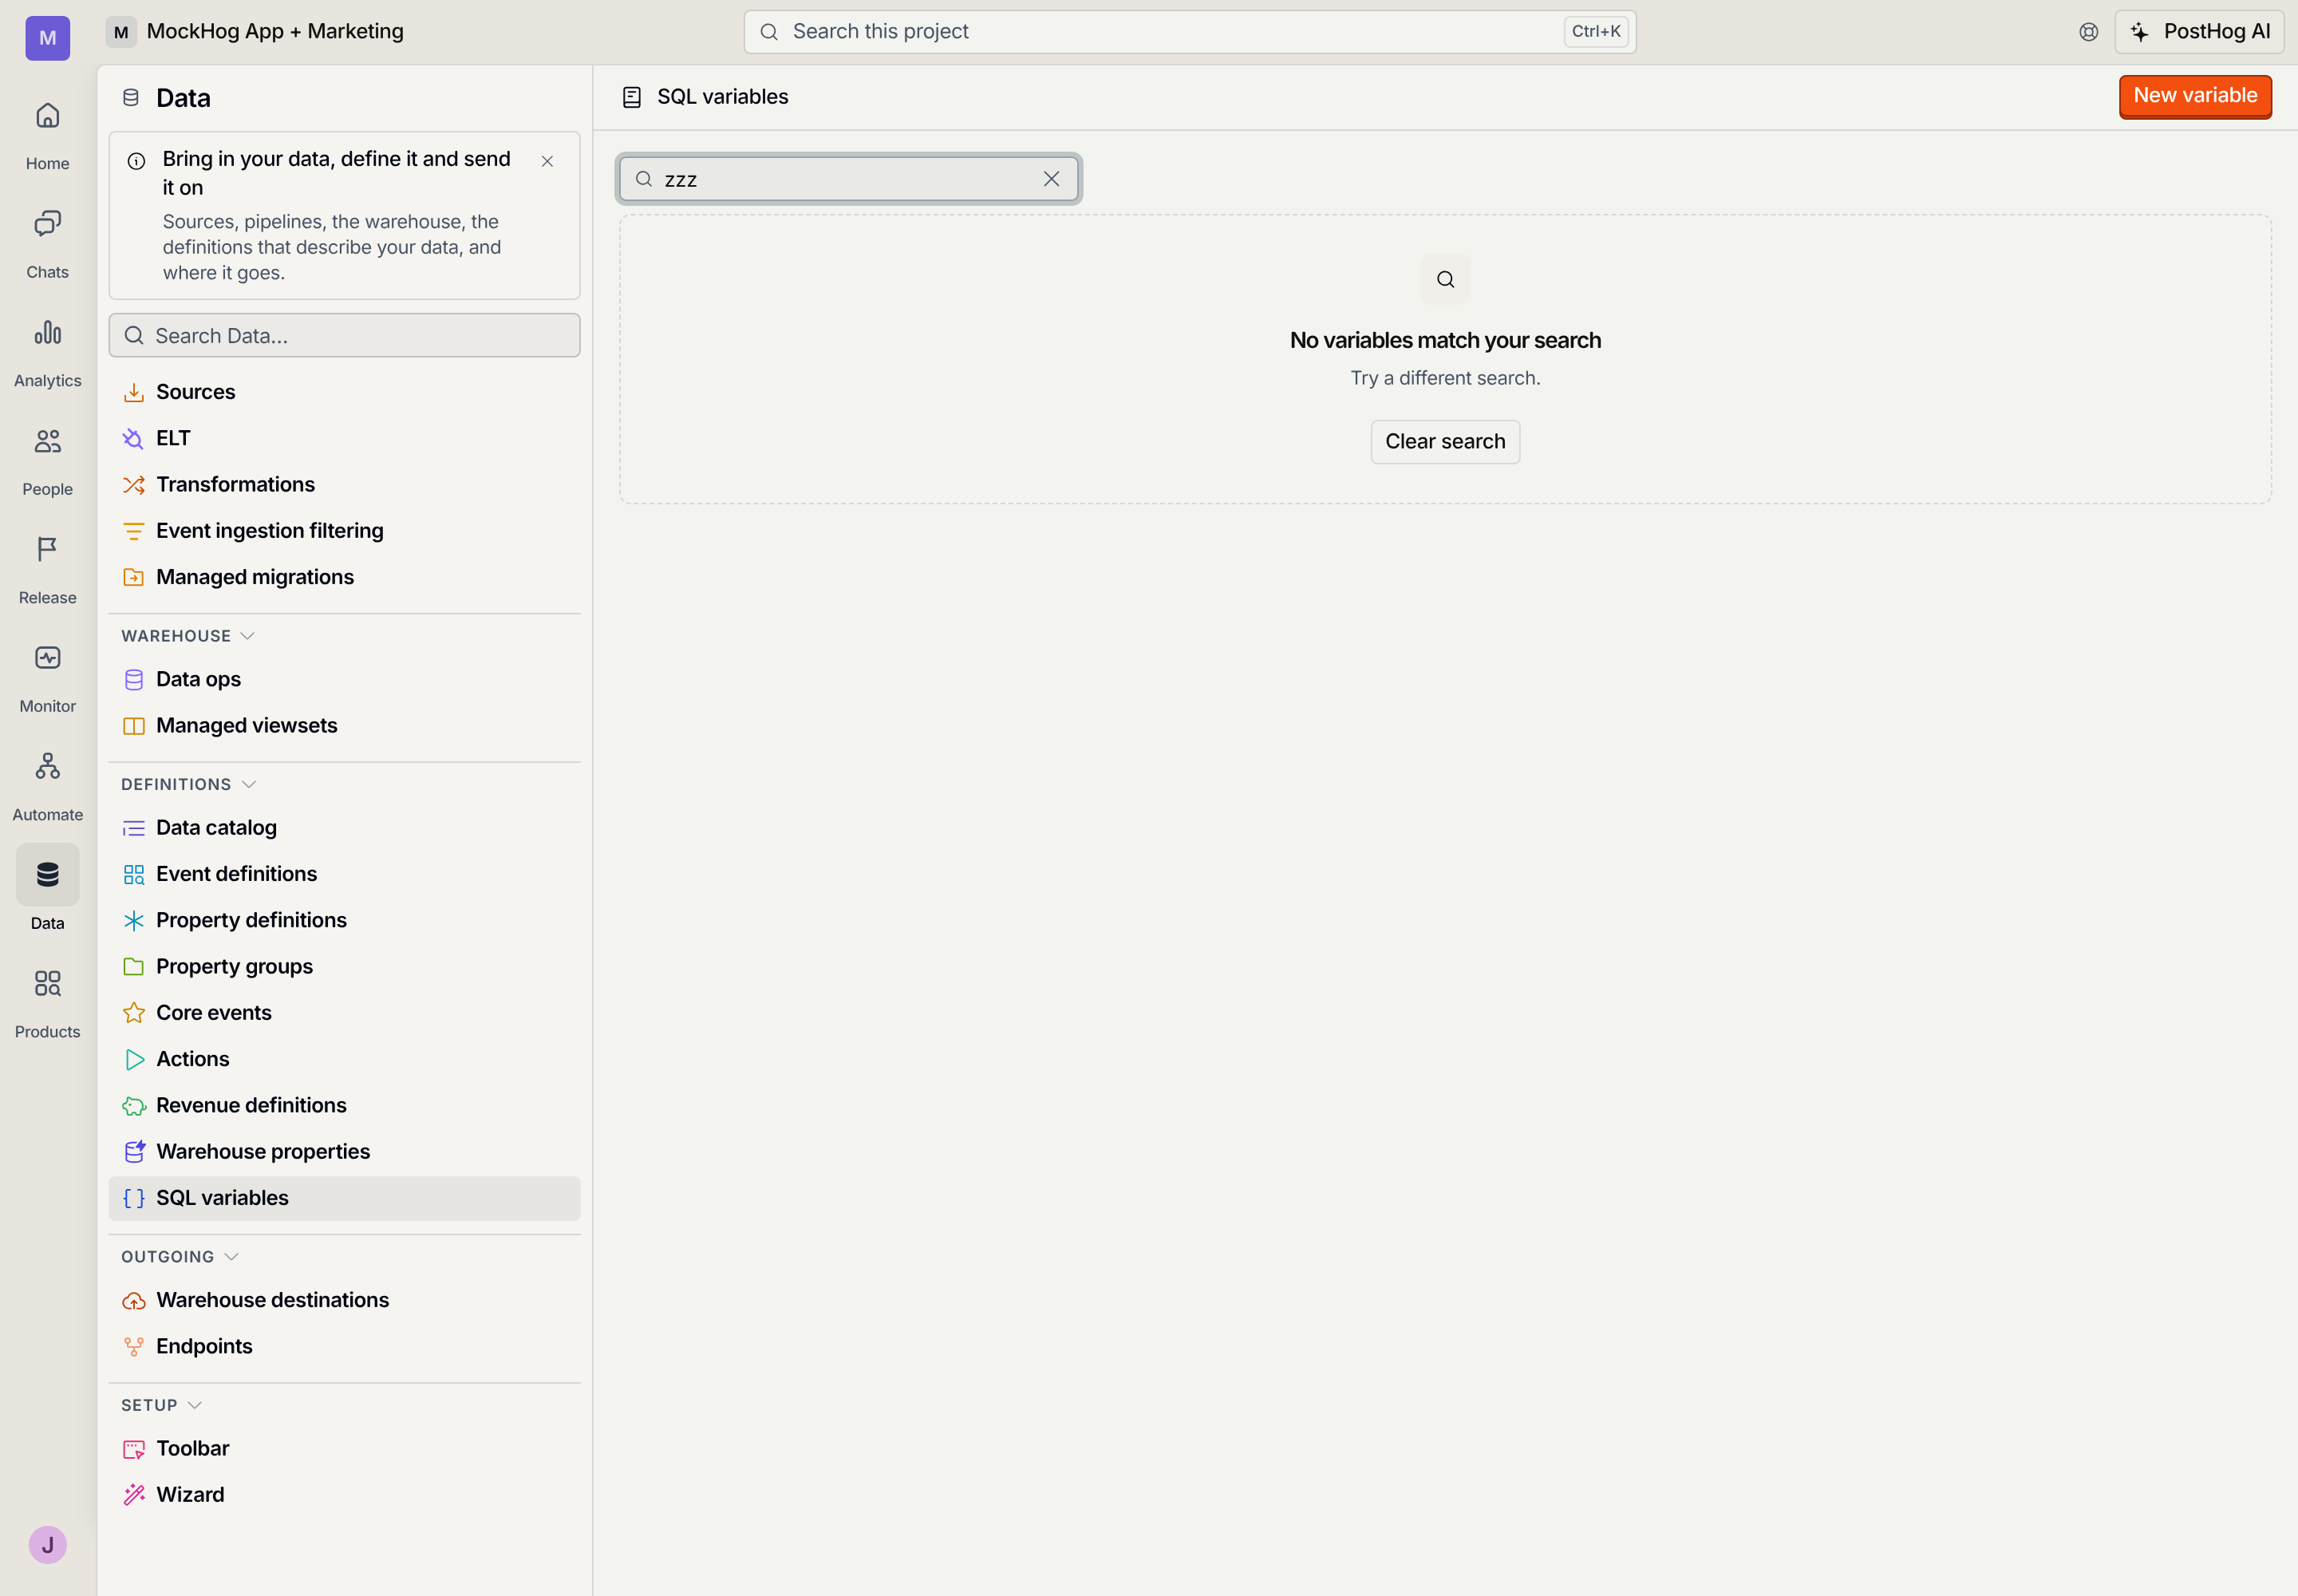 M
M MockHog App + Marketing
Search this project
Ctrl+K
PostHog AI
Home
Chats
Analytics
People
Release
Monitor
Automate
Data
Products
J
Data
Bring in your data, define it and send
it on
Sources, pipelines, the warehouse, the
definitions that describe your data, and
where it goes.
Search Data...
Sources
ELT
Transformations
Event ingestion filtering
Managed migrations
WAREHOUSE
Data ops
Managed viewsets
DEFINITIONS
Data catalog
Event definitions
Property definitions
Property groups
Core events
Actions
Revenue definitions
Warehouse properties
SQL variables
OUTGOING
Warehouse destinations
Endpoints
SETUP
Toolbar
Wizard
SQL variables
New variable
zzz
No variables match your search
Try a different search.
Clear search